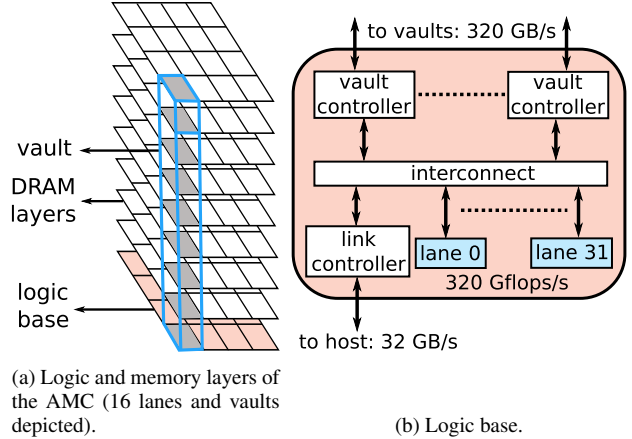 vault
DRAM
layers
logic
base
(a) Logic and memory layers of
the AMC (16 lanes and vaults
depicted).
to vaults: 320 GB/s
vault
controller
vault
controller
interconnect
link
controller
lane 0
lane 31
320 Gflops/s
to host: 32 GB/s
(b) Logic base.